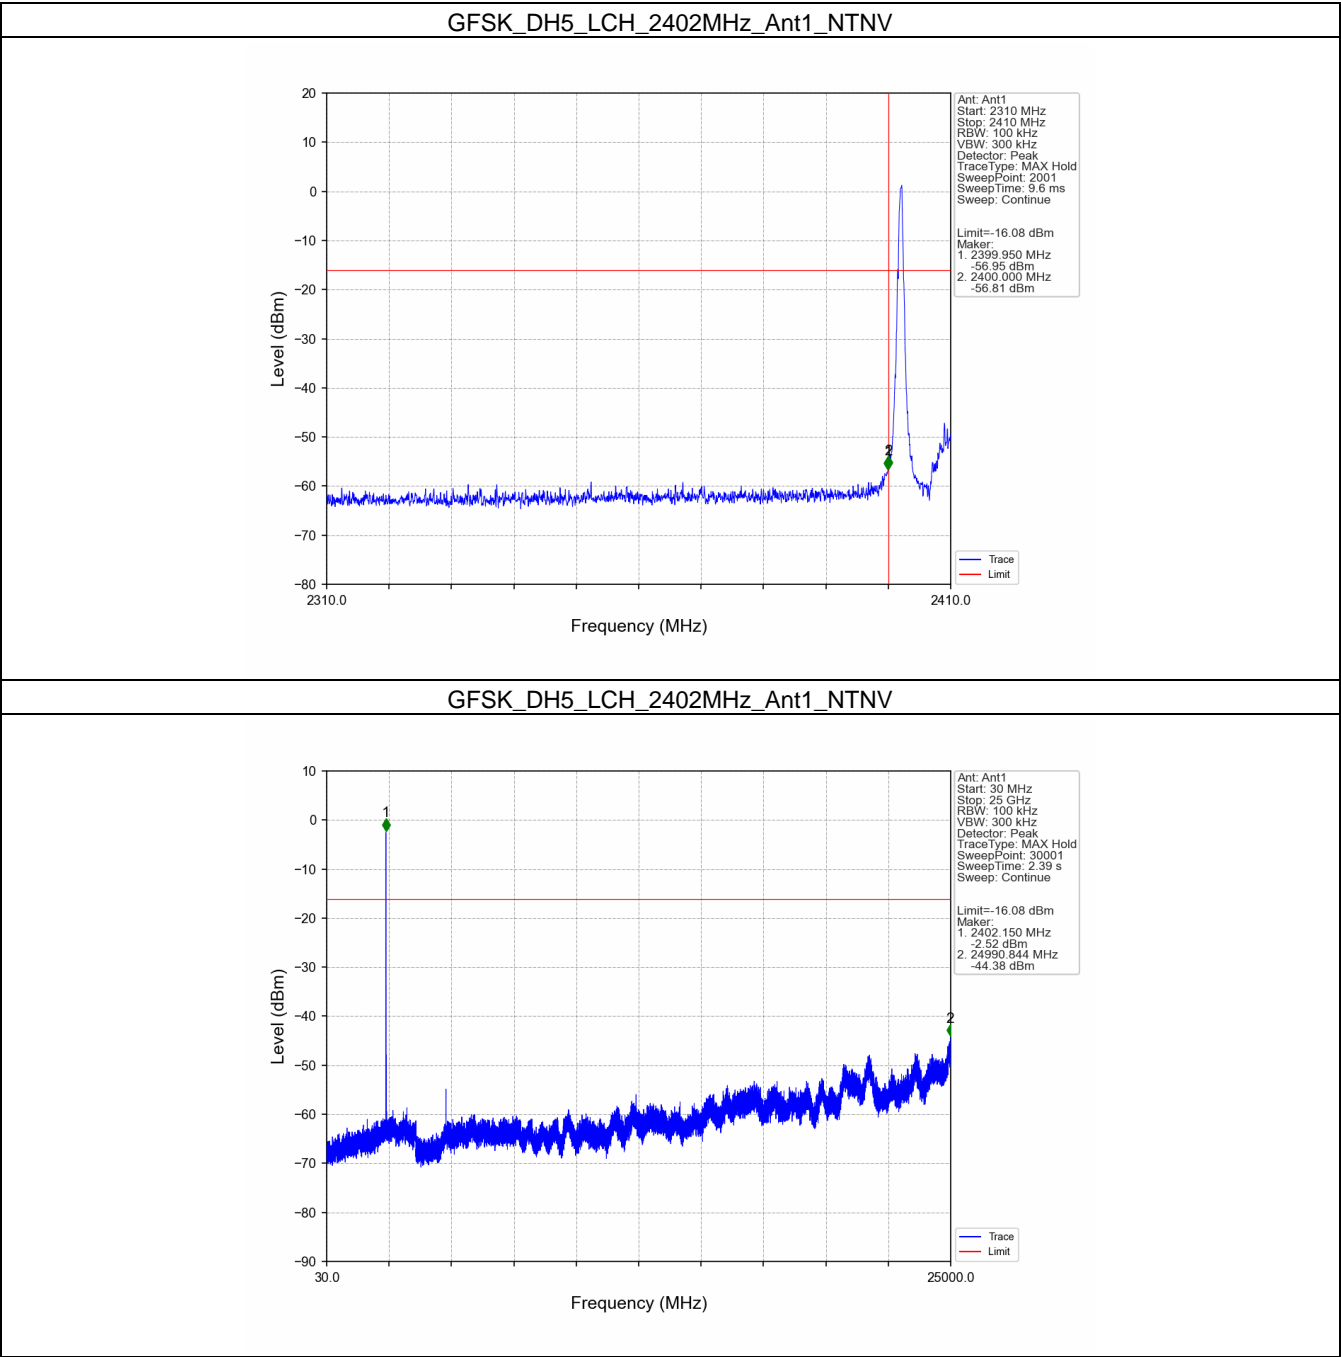 GFSK_DH5_LCH_2402MHz_Ant1_NTNV
20
10
0
−10
−20
−30
−40
−50
−60
−70
−80
Level (dBm)
2310.0
2410.0
Frequency (MHz)
2
Ant: Ant1
Start: 2310 MHz
Stop: 2410 MHz
RBW: 100 kHz
VBW: 300 kHz
Detector: Peak
TraceType: MAX Hold
SweepPoint: 2001
SweepTime: 9.6 ms
Sweep: Continue
Limit=-16.08 dBm
Maker:
1. 2399.950 MHz
-56.95 dBm
2. 2400.000 MHz
-56.81 dBm
Trace
Limit
GFSK_DH5_LCH_2402MHz_Ant1_NTNV
10
0
−10
−20
−30
−40
−50
−60
−70
−80
−90
Level (dBm)
30.0
25000.0
Frequency (MHz)
1
2
Ant: Ant1
Start: 30 MHz
Stop: 25 GHz
RBW: 100 kHz
VBW: 300 kHz
Detector: Peak
TraceType: MAX Hold
SweepPoint: 30001
SweepTime: 2.39 s
Sweep: Continue
Limit=-16.08 dBm
Maker:
1. 2402.150 MHz
-2.52 dBm
2. 24990.844 MHz
-44.38 dBm
Trace
Limit